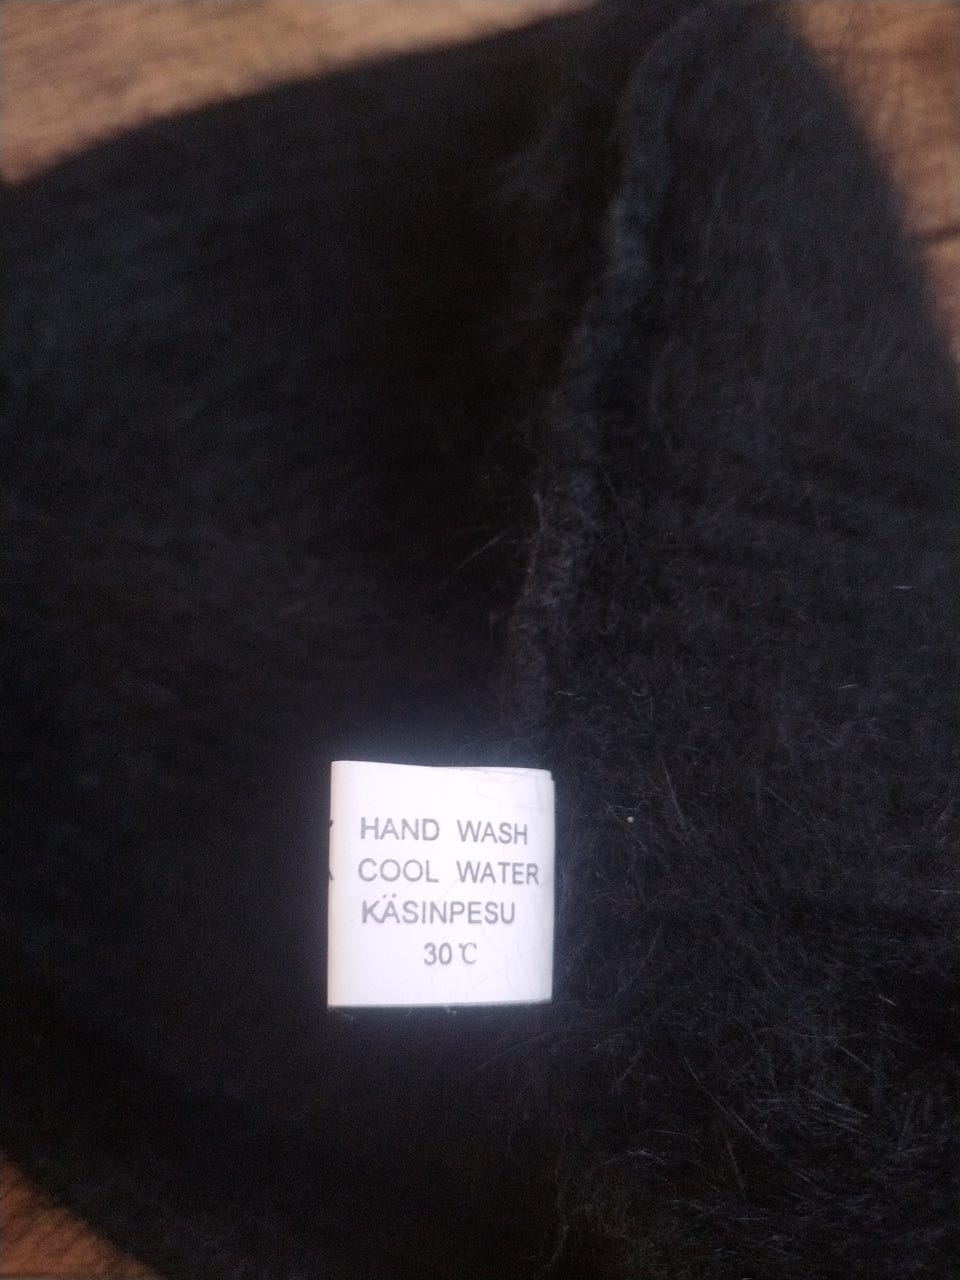 HAND WASH
COOL WATER
KÄSINPESU
30℃